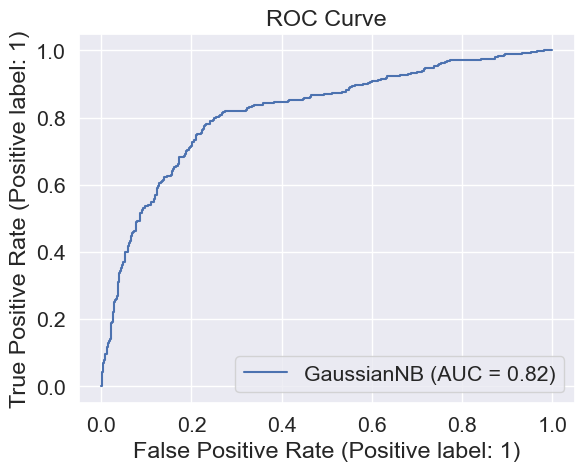 ROC Curve
True Positive Rate (Positive label: 1)
1.0
0.8
0.6
0.4
0.2
0.0
GaussianNB (AUC = 0.82)
0.0 0.2 0.4 0.6 0.8 1.0
False Positive Rate (Positive label: 1)